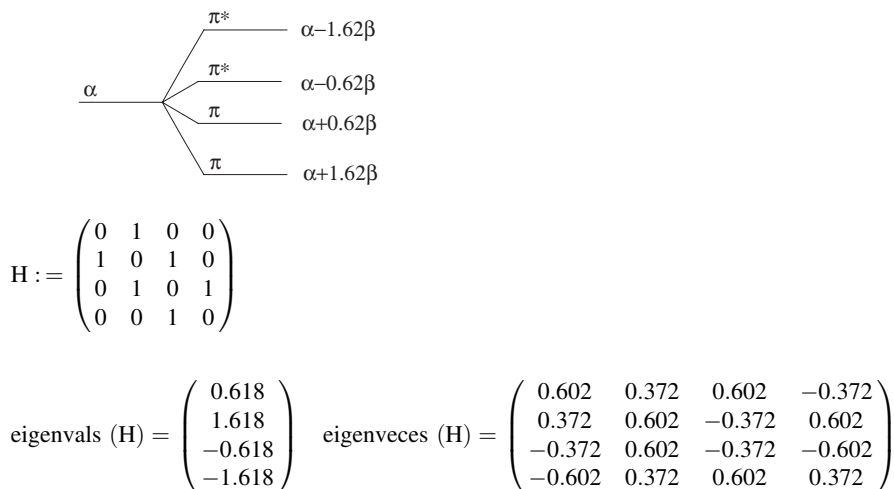 π* α–1.62β
π* α–0.62β
α
π α+0.62β
π α+1.62β
H : = ( 0 1 0 0
1 0 1 0
0 1 0 1
0 0 1 0 )
eigenvals (H) = ( 0.618 1.618 −0.618 −1.618 ) eigenveces (H) = ( 0.602 0.372 0.602 −0.372
0.372 0.602 −0.372 0.602
−0.372 0.602 −0.372 −0.602
−0.602 0.372 0.602 0.372 )